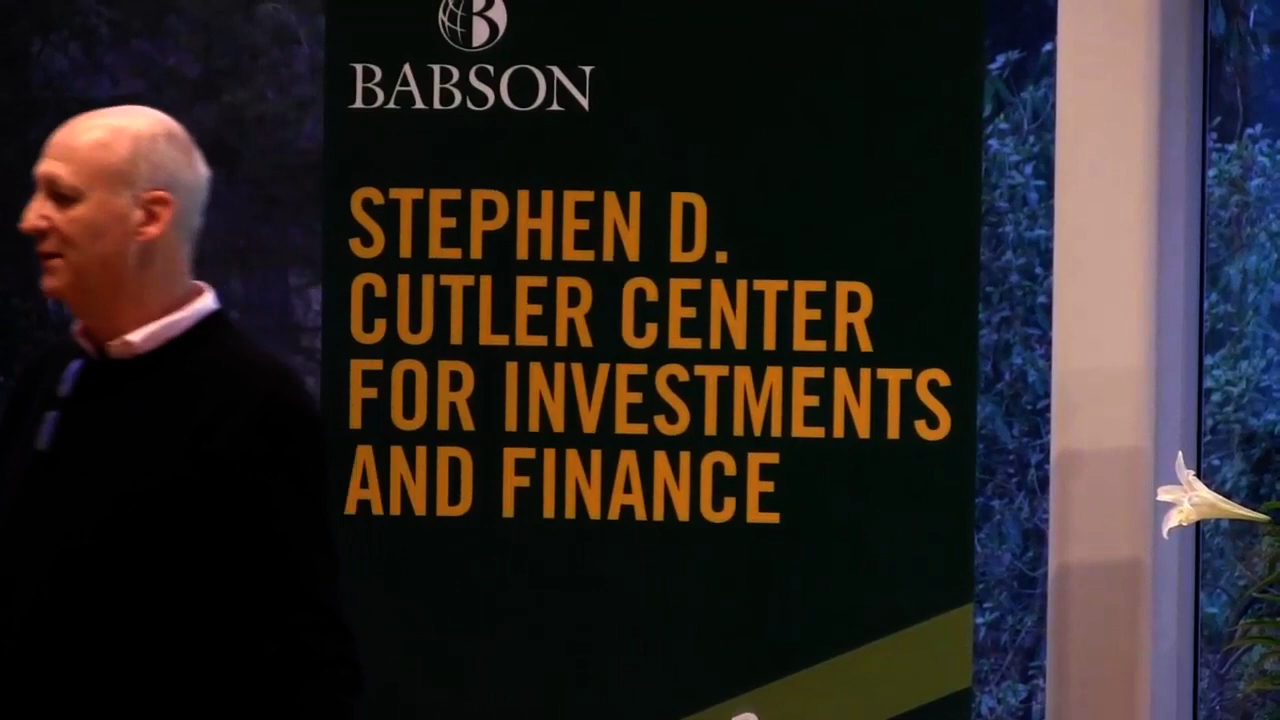 B
BABSON
STEPHEN D.
CUTLER CENTER
FOR INVESTMENTS
AND FINANCE